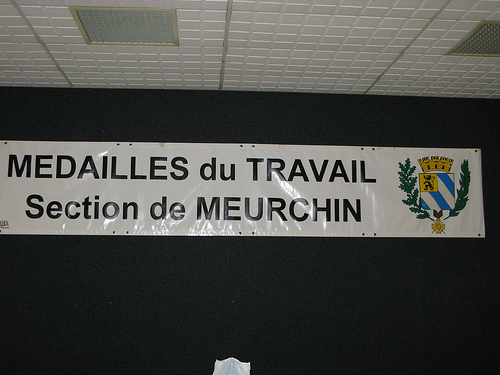 MEDAILLES du TRAVAIL
Section de MEURCHIN